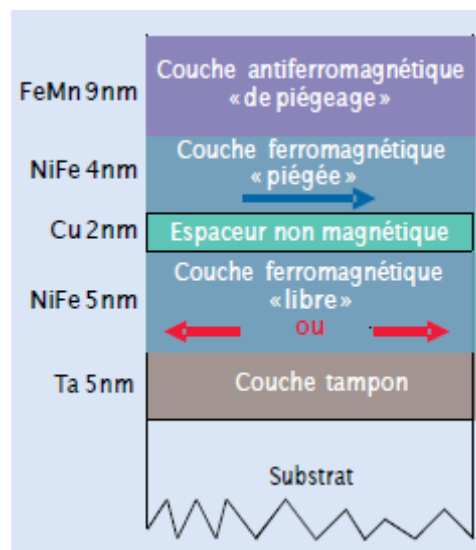 FeMn 9nm
Couche antiferromagnétique
« de piégeage »
NiFe 4nm
Couche ferromagnétique
« piégée »
Cu 2nm
Espaceur non magnétique
NiFe 5nm
Couche ferromagnétique
«libre»
ou
Ta 5nm
Couche tampon
Substrat